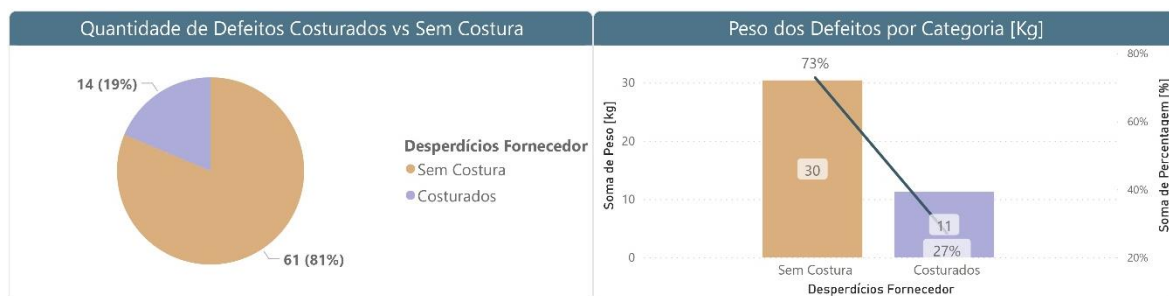 Quantidade de Defeitos Costurados vs Sem Costura
14 (19%)
Desperdícios Fornecedor
Sem Costura
Costurados
61 (81%)
Peso dos Defeitos por Categoria [Kg]
Soma de Peso [kg]
30
20
10
0
73%
30
11
27%
80%
60%
40%
20%
Soma de Percentagem [%]
Sem Costura
Costurados
Desperdícios Fornecedor